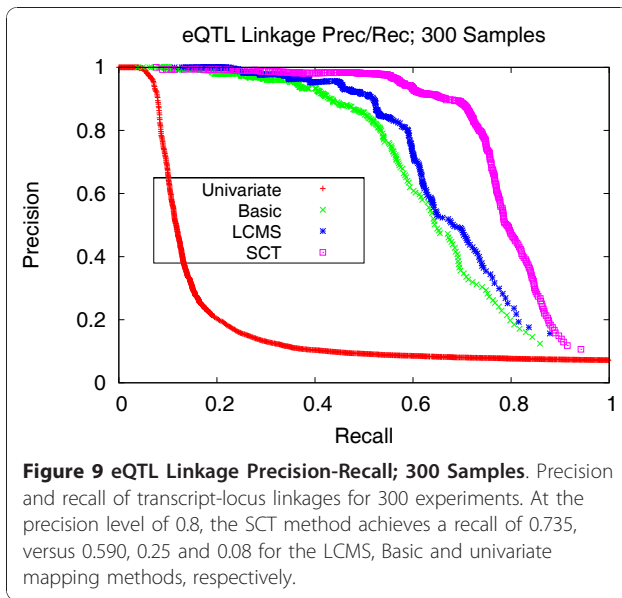 eQTL Linkage Prec/Rec; 300 Samples
1
0.8
0.6
0.4
0.2
0
Precision
Univariate
Basic
LCMS
SCT
0 0.2 0.4 0.6 0.8 1
Recall
Figure 9 eQTL Linkage Precision-Recall; 300 Samples. Precision
and recall of transcript-locus linkages for 300 experiments. At the
precision level of 0.8, the SCT method achieves a recall of 0.735,
versus 0.590, 0.25 and 0.08 for the LCMS, Basic and univariate
mapping methods, respectively.